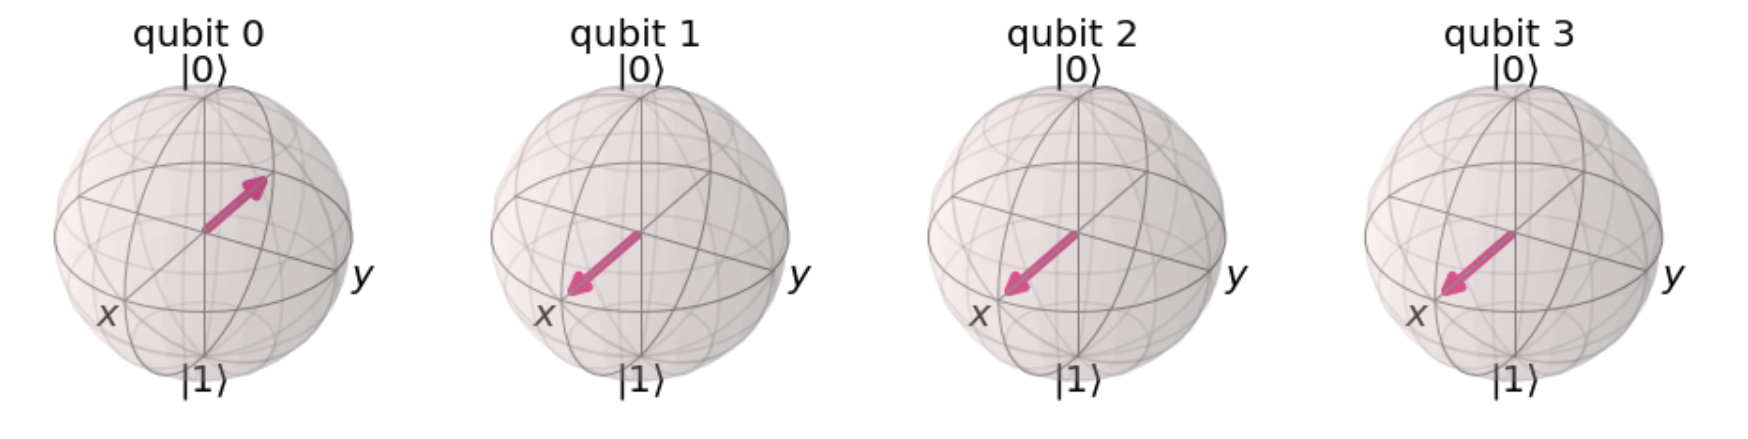 qubit 0
|0⟩
x
y
|1⟩
qubit 1
|0⟩
x
y
|1⟩
qubit 2
|0⟩
x
y
|1⟩
qubit 3
|0⟩
x
y
|1⟩